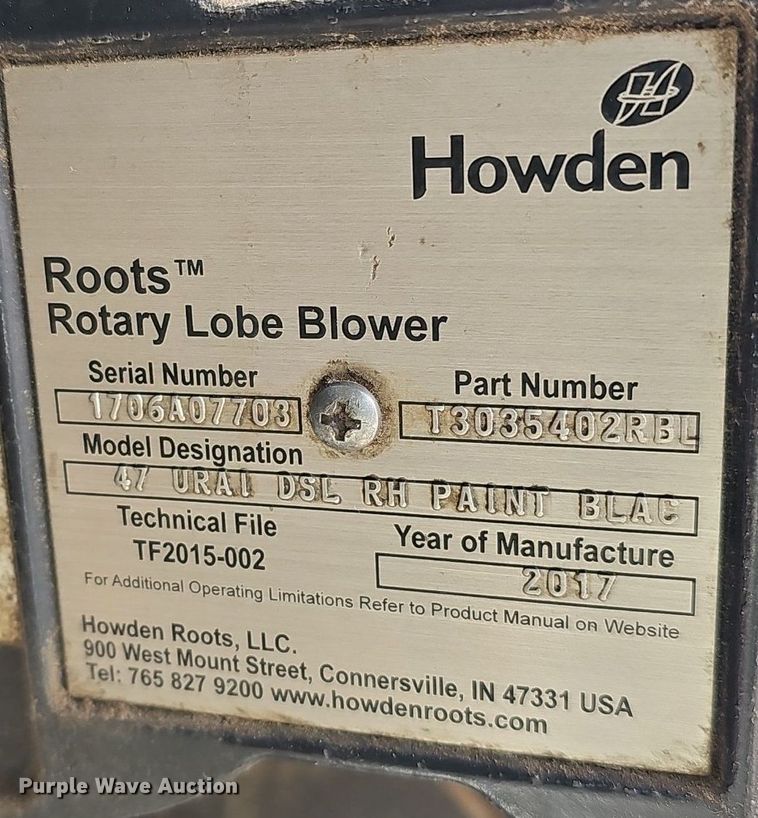 Howden
Roots™
Rotary Lobe Blower
Serial Number
1706A07703
Part Number
T3035402RBL
Model Designation
47 URAI DSL RH PAINT BLAC
Technical File
TF2015-002
Year of Manufacture
2017
For Additional Operating Limitations Refer to Product Manual on Website
Howden Roots, LLC.
900 West Mount Street, Connersville, IN 47331 USA
Tel: 765 827 9200 www.howdenroots.com
Purple Wave Auction